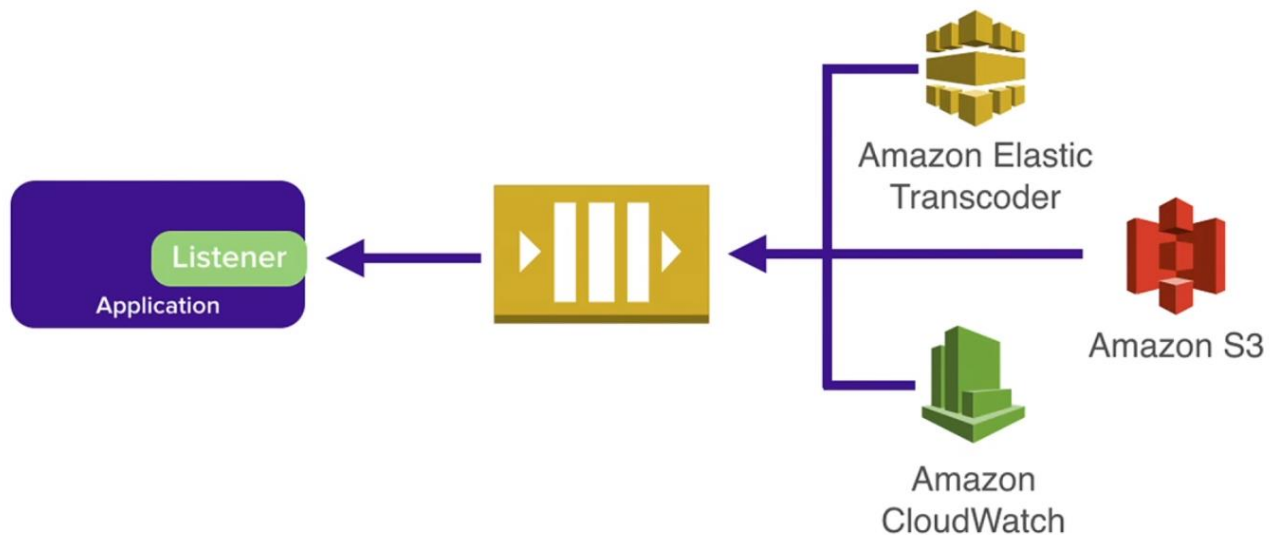 Amazon Elastic
Transcoder
Listener
Application
Amazon S3
Amazon
CloudWatch